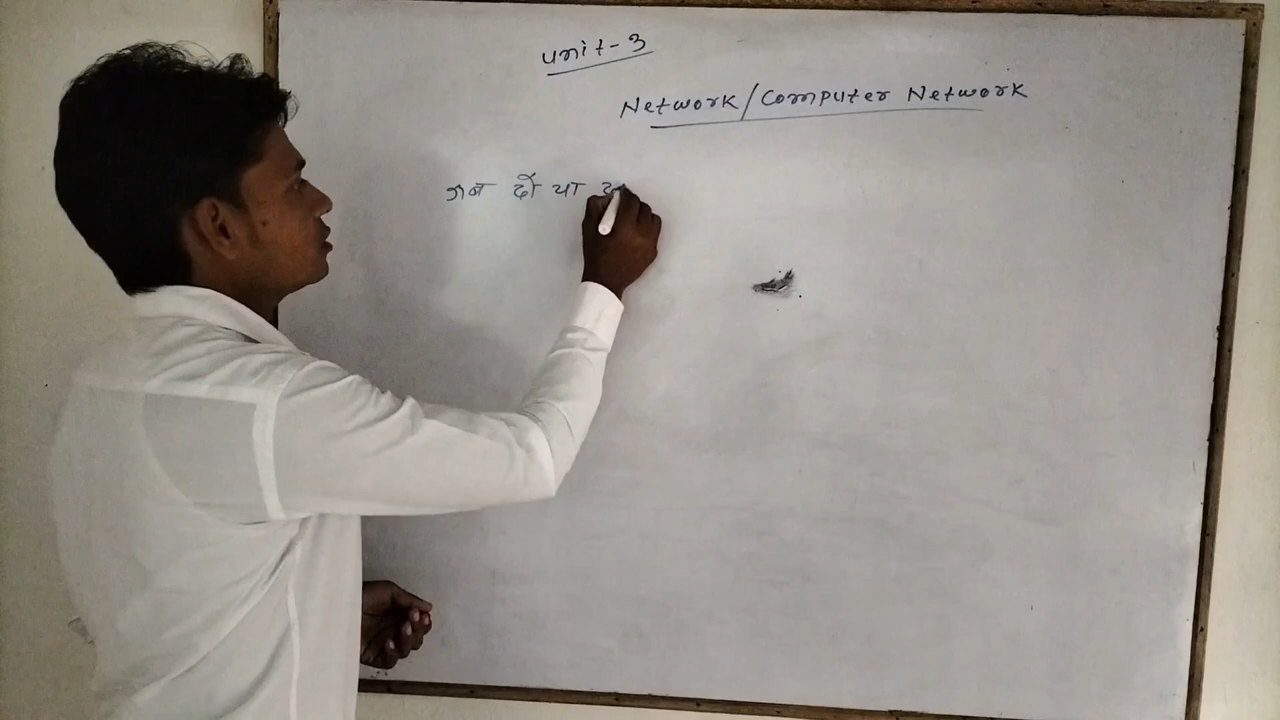 Unit-3
Network/Computer Network
जब दो या